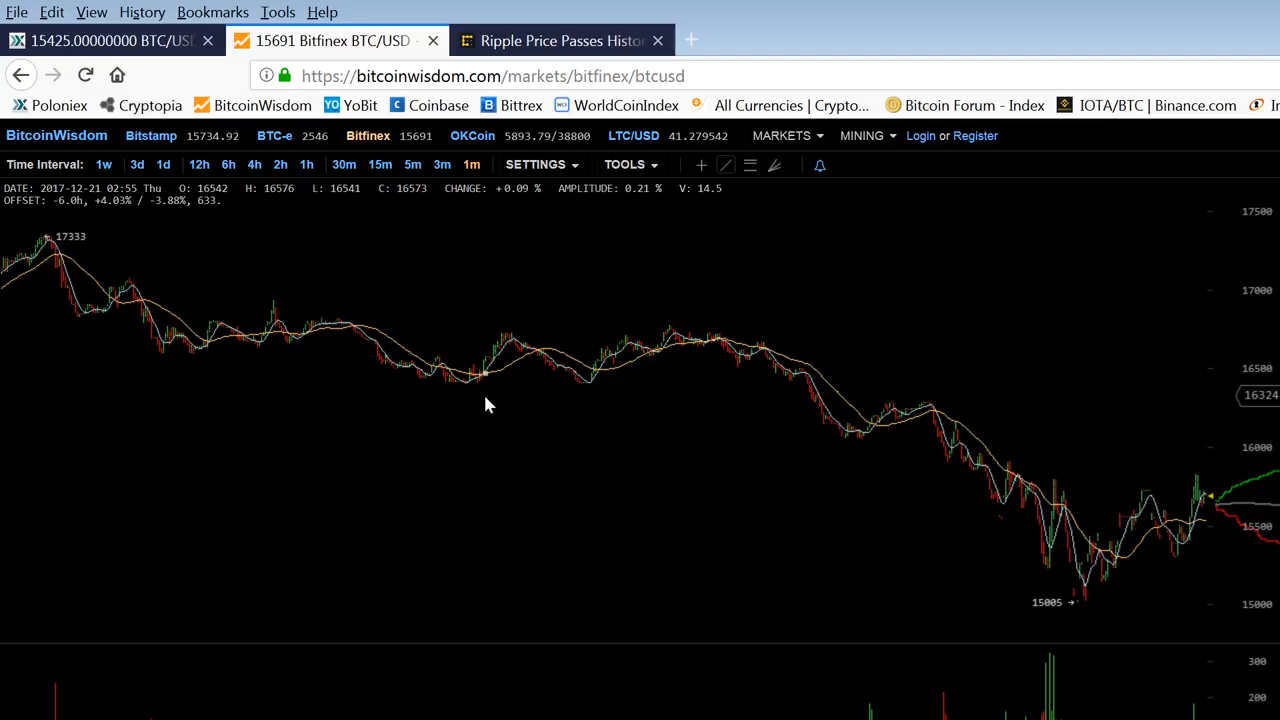 File Edit View History Bookmarks Tools Help
15425.00000000 BTC/USD
15691 Bitfinex BTC/USD -
Ripple Price Passes Histo
https://bitcoinwisdom.com/markets/bitfinex/btcusd
Poloniex Cryptopia BitcoinWisdom YoBit Coinbase Bittrex WorldCoinIndex All Currencies | Crypto... Bitcoin Forum - Index IOTA/BTC | Binance.com
BitcoinWisdom Bitstamp 15734.92 BTC-e 2546 Bitfinex 15691 OKCoin 5893.79/38800 LTC/USD 41.279542 MARKETS MINING Login or Register
Time Interval: 1w 3d 1d 12h 6h 4h 2h 1h 30m 15m 5m 3m 1m SETTINGS TOOLS
DATE: 2017-12-21 02:55 Thu O: 16542 H: 16576 L: 16541 C: 16573 CHANGE: +0.09 % AMPLITUDE: 0.21 % V: 14.5
OFFSET: -6.0h, +4.03% / -3.88%, 633.
17500
17333
17000
16500
16324
16000
15500
15005
15000
300
200